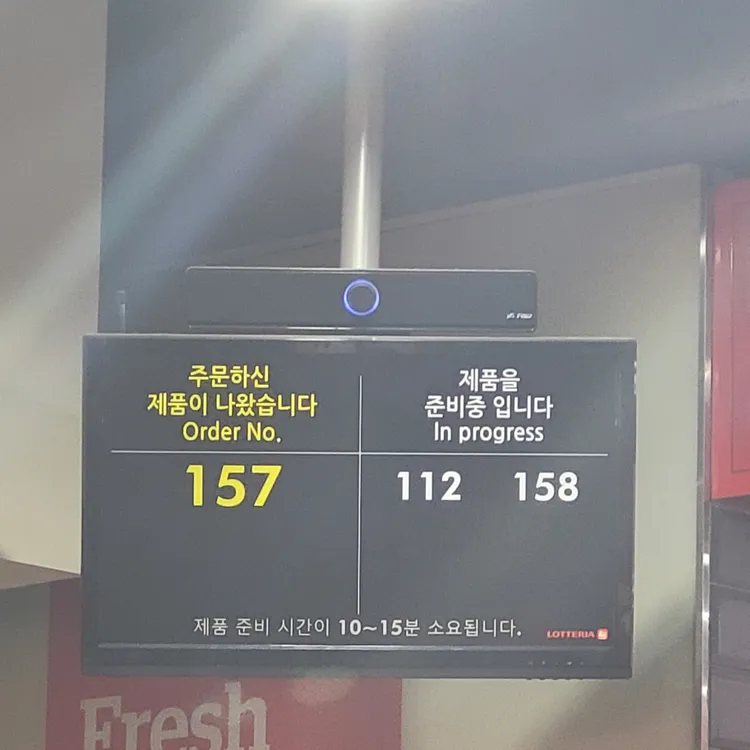 주문하신
제품이 나왔습니다
Order No.
157
제품을
준비중 입니다
In progress
112 158
제품 준비 시간이 10~15분 소요됩니다.
LOTTERIA
Fresh